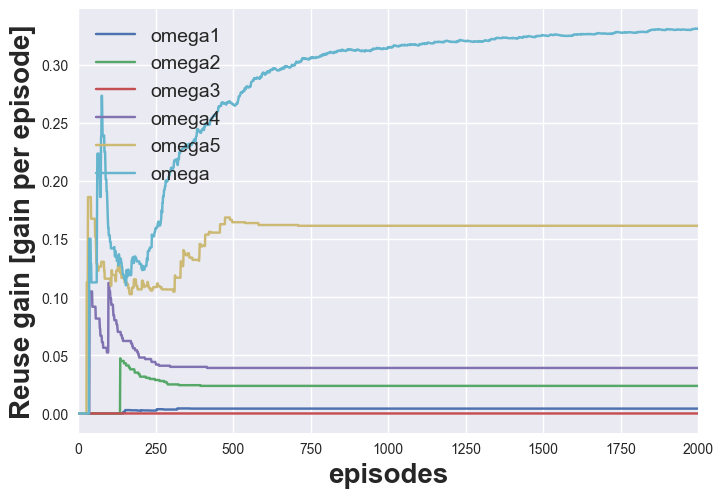 Reuse gain [gain per episode]
omega1
omega2
omega3
omega4
omega5
omega
0.30
0.25
0.20
0.15
0.10
0.05
0.00
0 250 500 750 1000 1250 1500 1750 2000
episodes